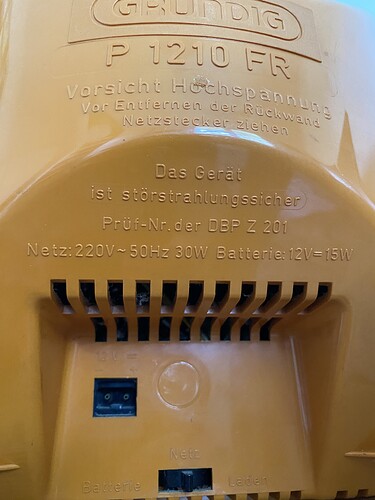 GRUNDIG
P 1210 FR
Vorsicht Hochspannung
Vor Entfernen der Rückwand
Netzstecker ziehen
Das Gerät
ist störstrahlungssicher
Prüf-Nr. der DBP Z 201
Netz: 220V~50Hz 30W Batterie: 12V=15W
12V=
Netz
Batterie Laden